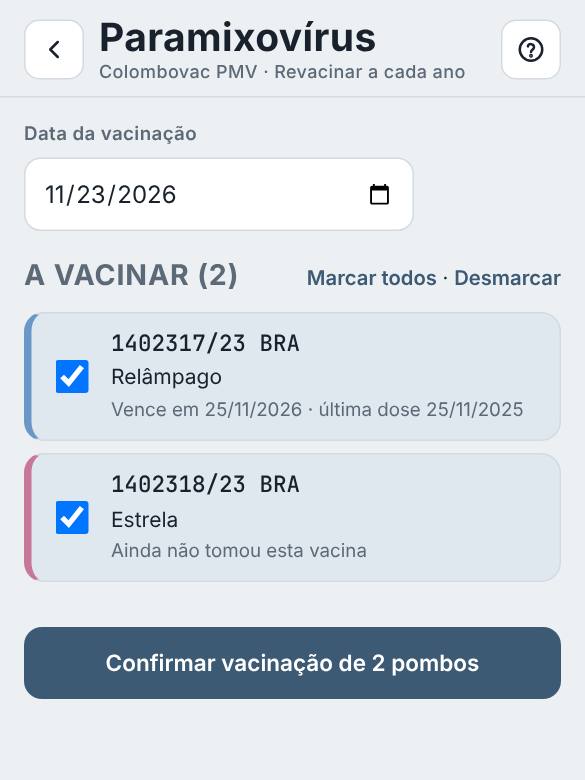 Paramixovírus
Colombovac PMV · Revacinar a cada ano
Data da vacinação
11/23/2026
A VACINAR (2)
Marcar todos · Desmarcar
1402317/23 BRA
Relâmpago
Vence em 25/11/2026 · última dose 25/11/2025
1402318/23 BRA
Estrela
Ainda não tomou esta vacina
Confirmar vacinação de 2 pombos